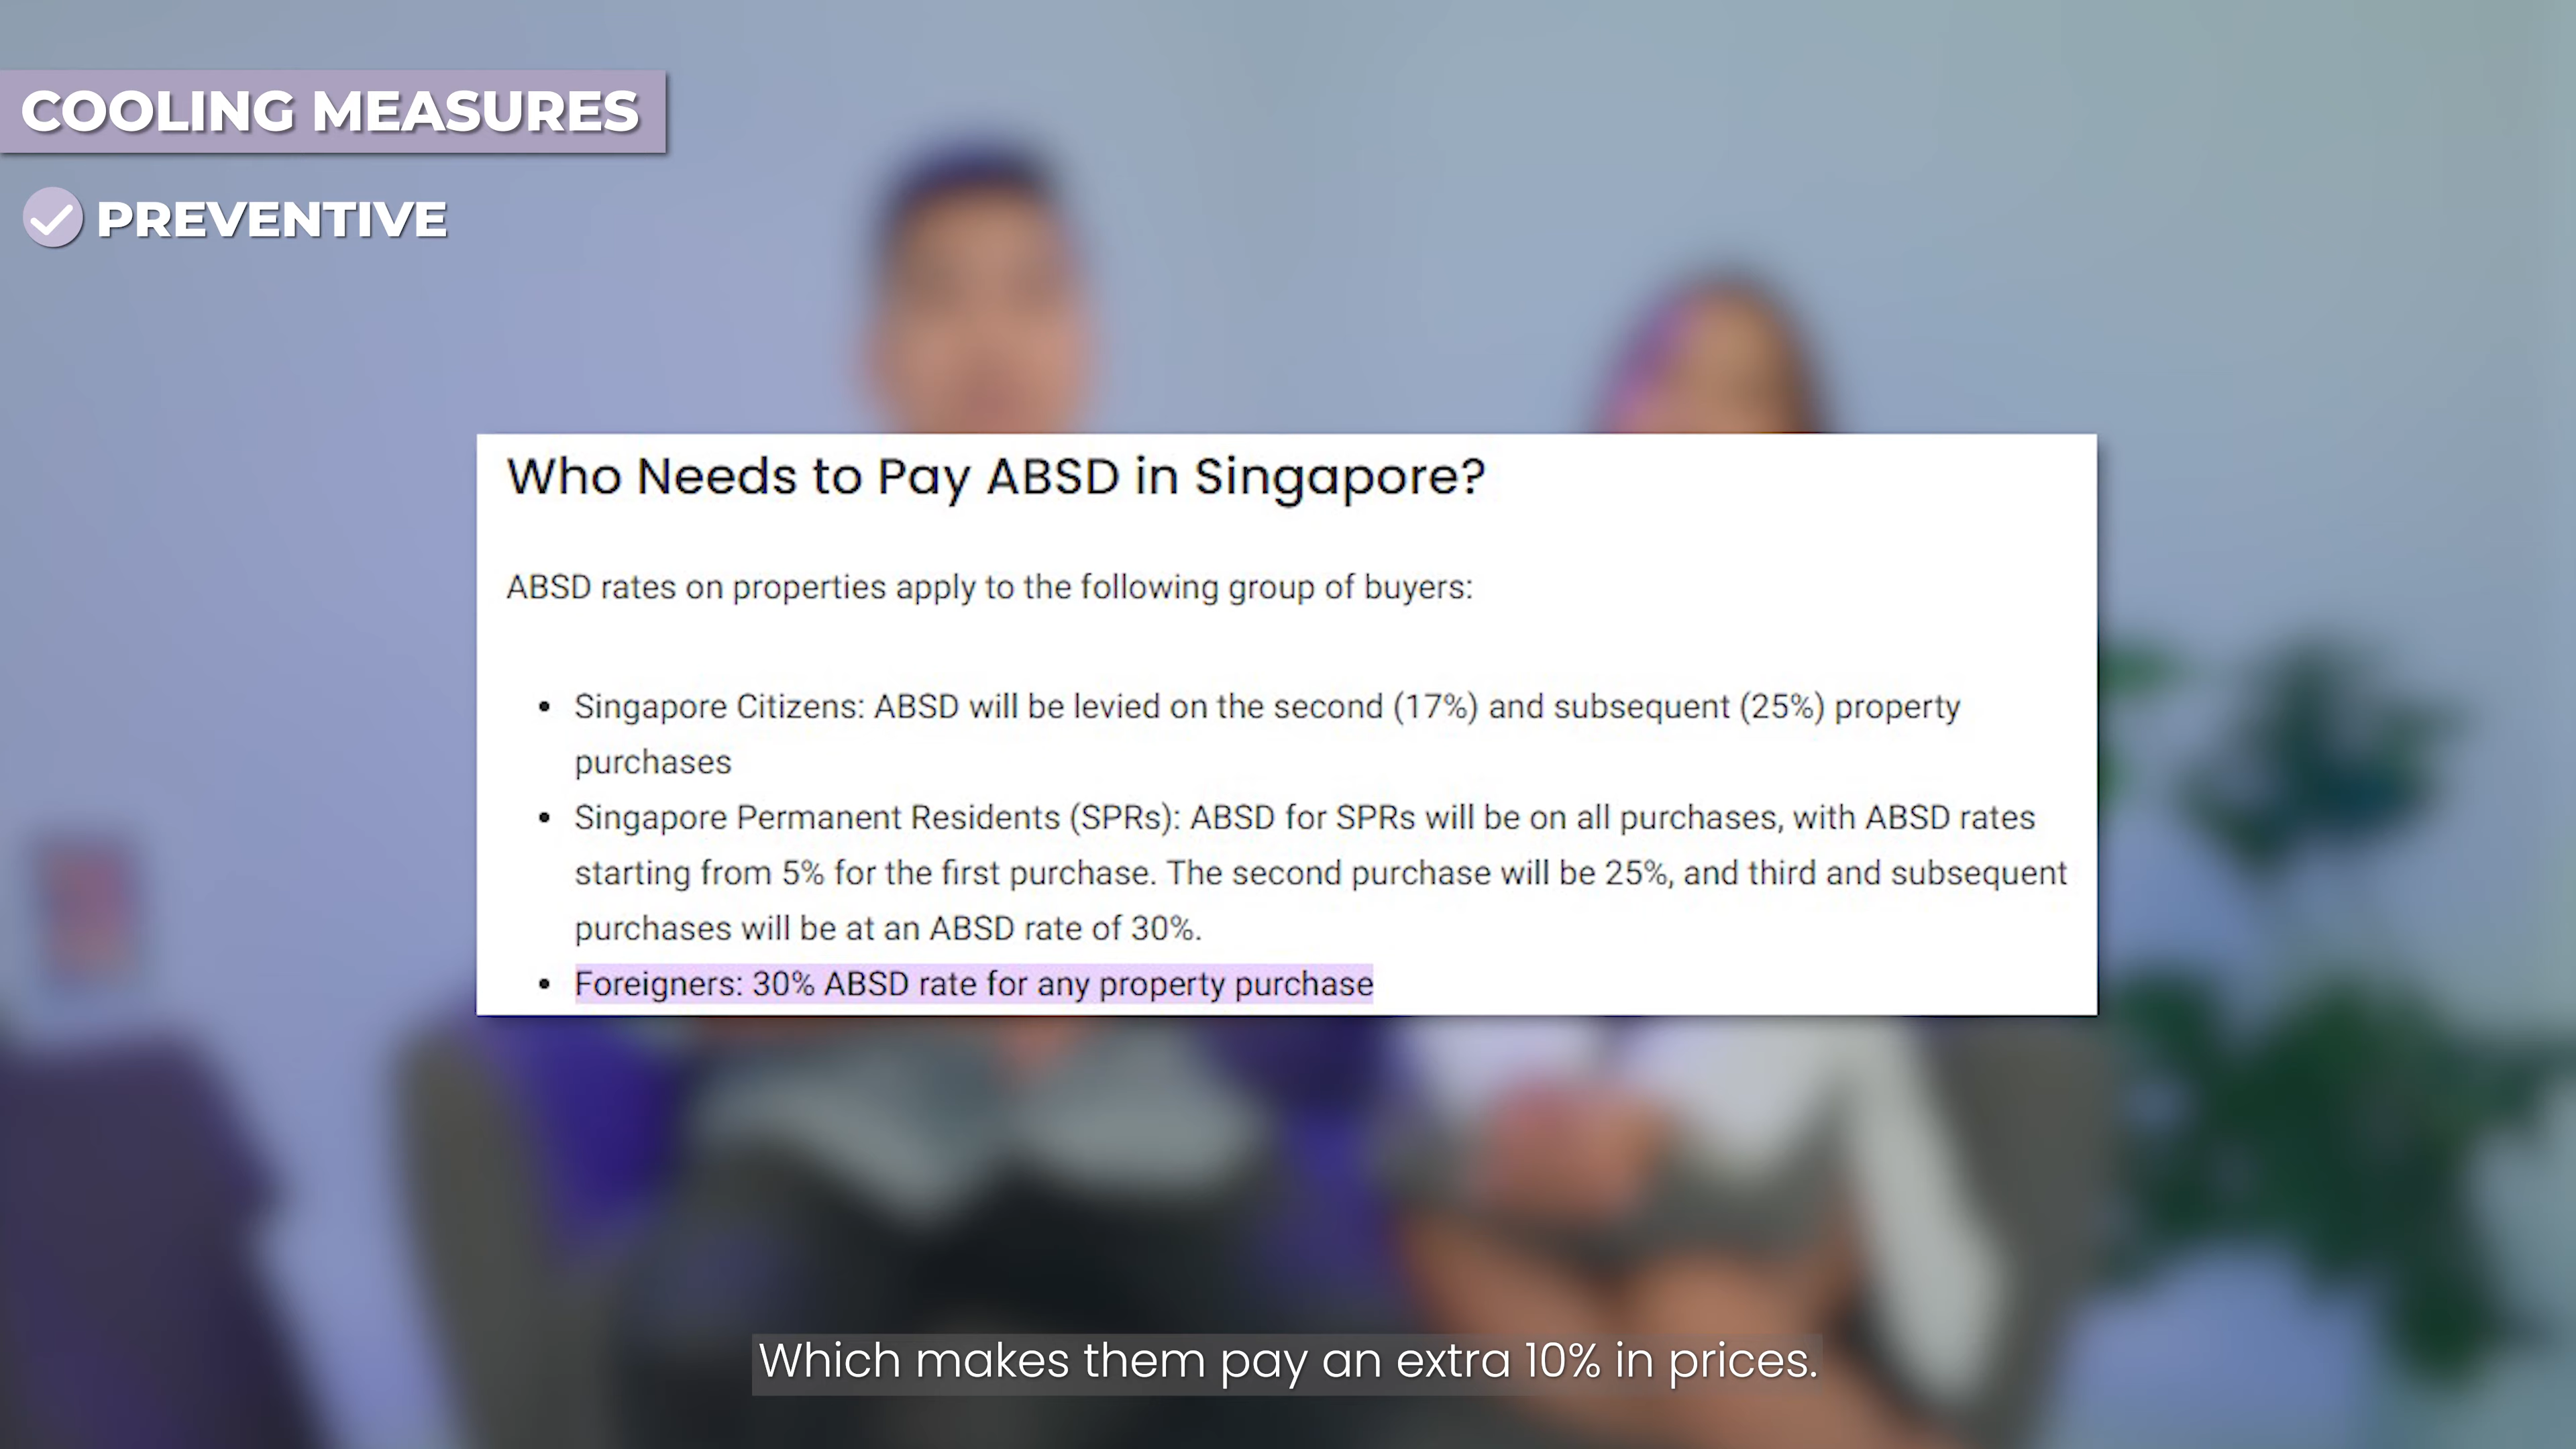 COOLING MEASURES
PREVENTIVE
Who Needs to Pay ABSD in Singapore?
ABSD rates on properties apply to the following group of buyers:
• Singapore Citizens: ABSD will be levied on the second (17%) and subsequent (25%) property
purchases
• Singapore Permanent Residents (SPRs): ABSD for SPRs will be on all purchases, with ABSD rates
starting from 5% for the first purchase. The second purchase will be 25%, and third and subsequent
purchases will be at an ABSD rate of 30%.
• Foreigners: 30% ABSD rate for any property purchase
Which makes them pay an extra 10% in prices.